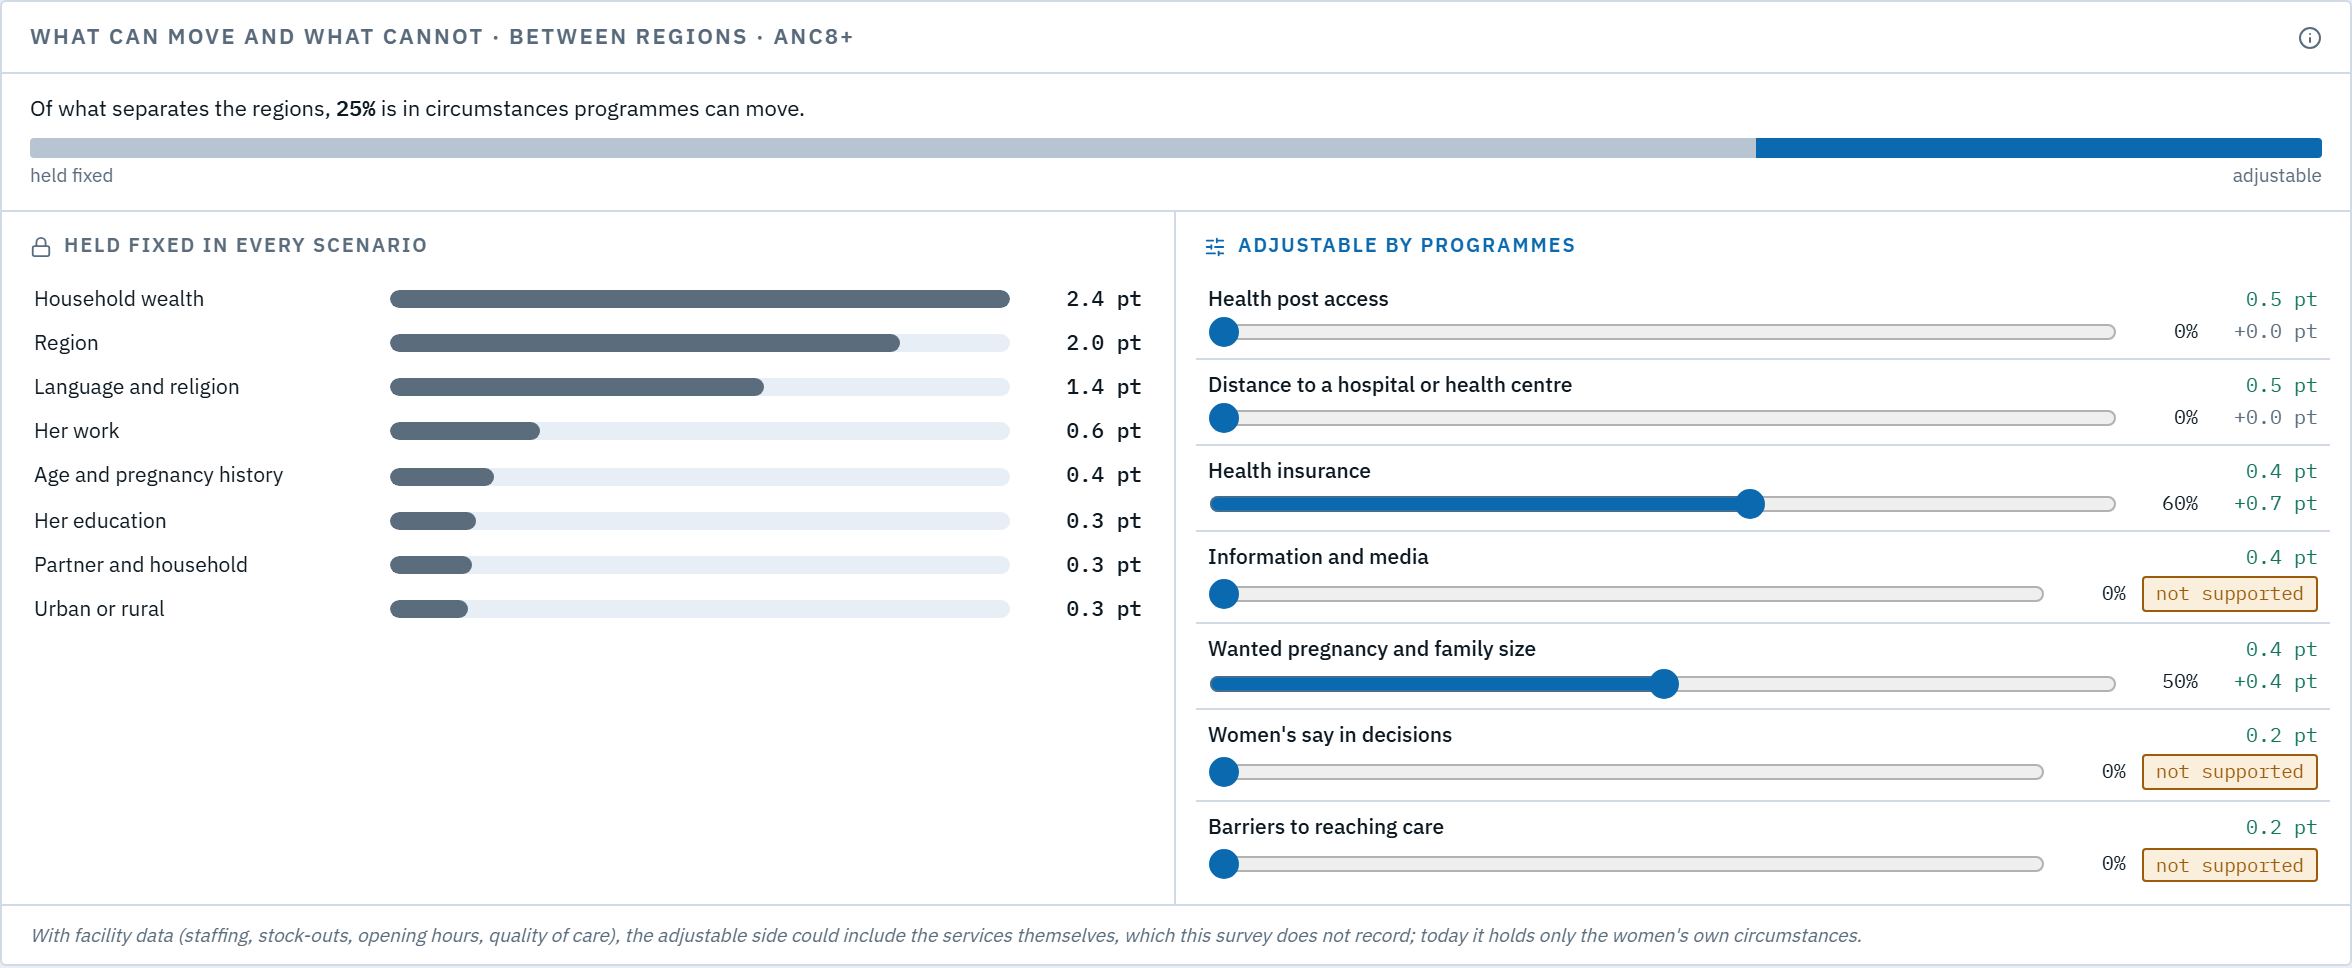 WHAT CAN MOVE AND WHAT CANNOT · BETWEEN REGIONS · ANC8+
Of what separates the regions, 25% is in circumstances programmes can move.
held fixed
adjustable
HELD FIXED IN EVERY SCENARIO
Household wealth 2.4 pt
Region 2.0 pt
Language and religion 1.4 pt
Her work 0.6 pt
Age and pregnancy history 0.4 pt
Her education 0.3 pt
Partner and household 0.3 pt
Urban or rural 0.3 pt
ADJUSTABLE BY PROGRAMMES
Health post access 0.5 pt
0% +0.0 pt
Distance to a hospital or health centre 0.5 pt
0% +0.0 pt
Health insurance 0.4 pt
60% +0.7 pt
Information and media 0.4 pt
0% not supported
Wanted pregnancy and family size 0.4 pt
50% +0.4 pt
Women's say in decisions 0.2 pt
0% not supported
Barriers to reaching care 0.2 pt
0% not supported
With facility data (staffing, stock-outs, opening hours, quality of care), the adjustable side could include the services themselves, which this survey does not record; today it holds only the women's own circumstances.